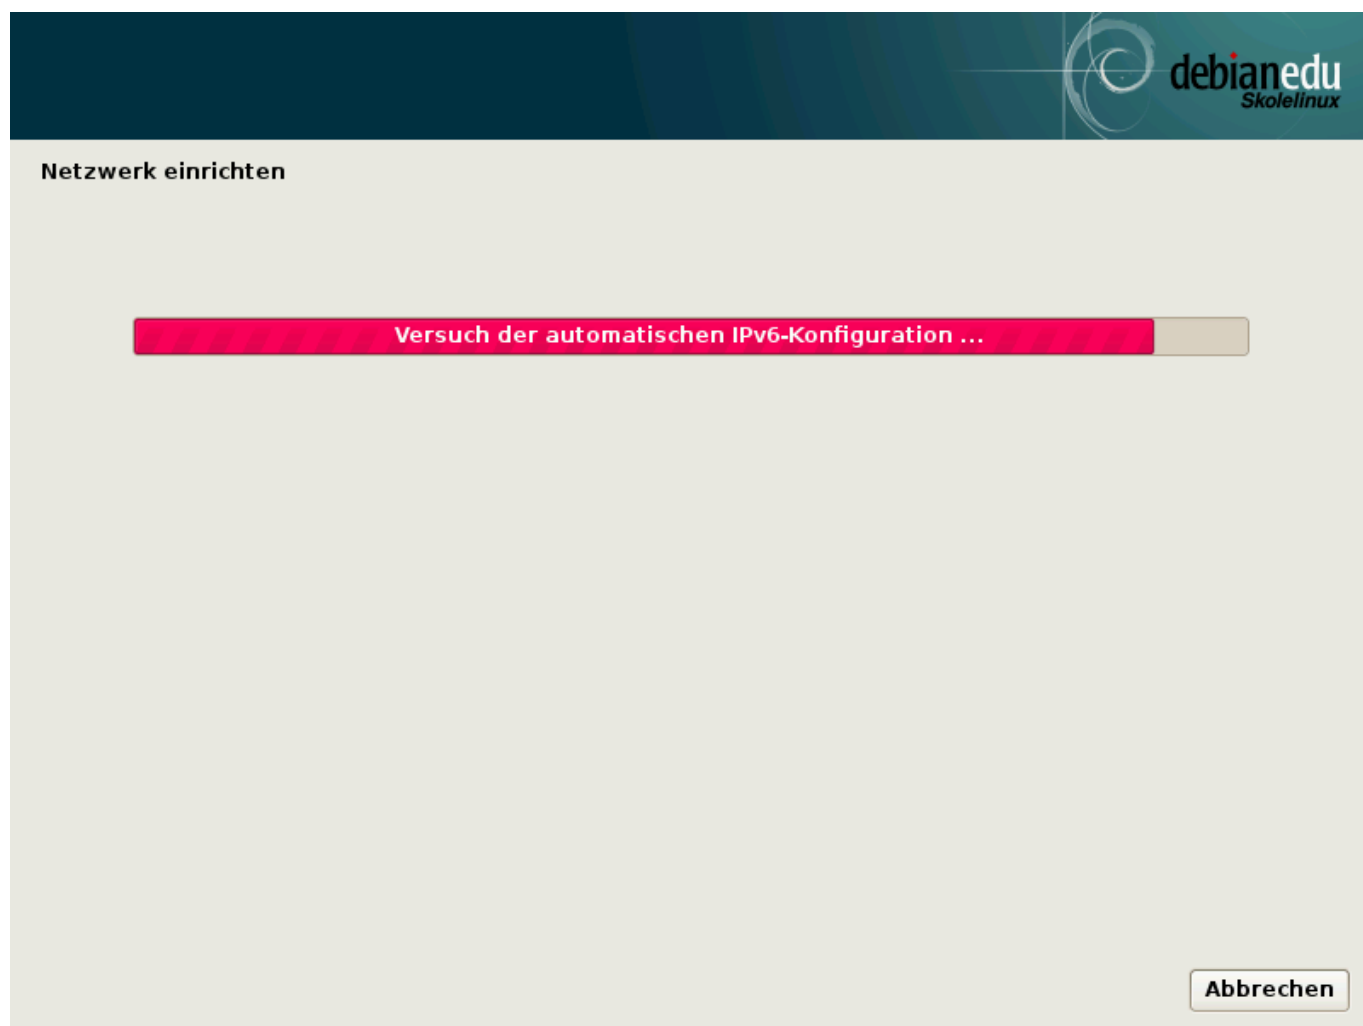 debianedu
Skolelinux
Netzwerk einrichten
Versuch der automatischen IPv6-Konfiguration ...
Abbrechen